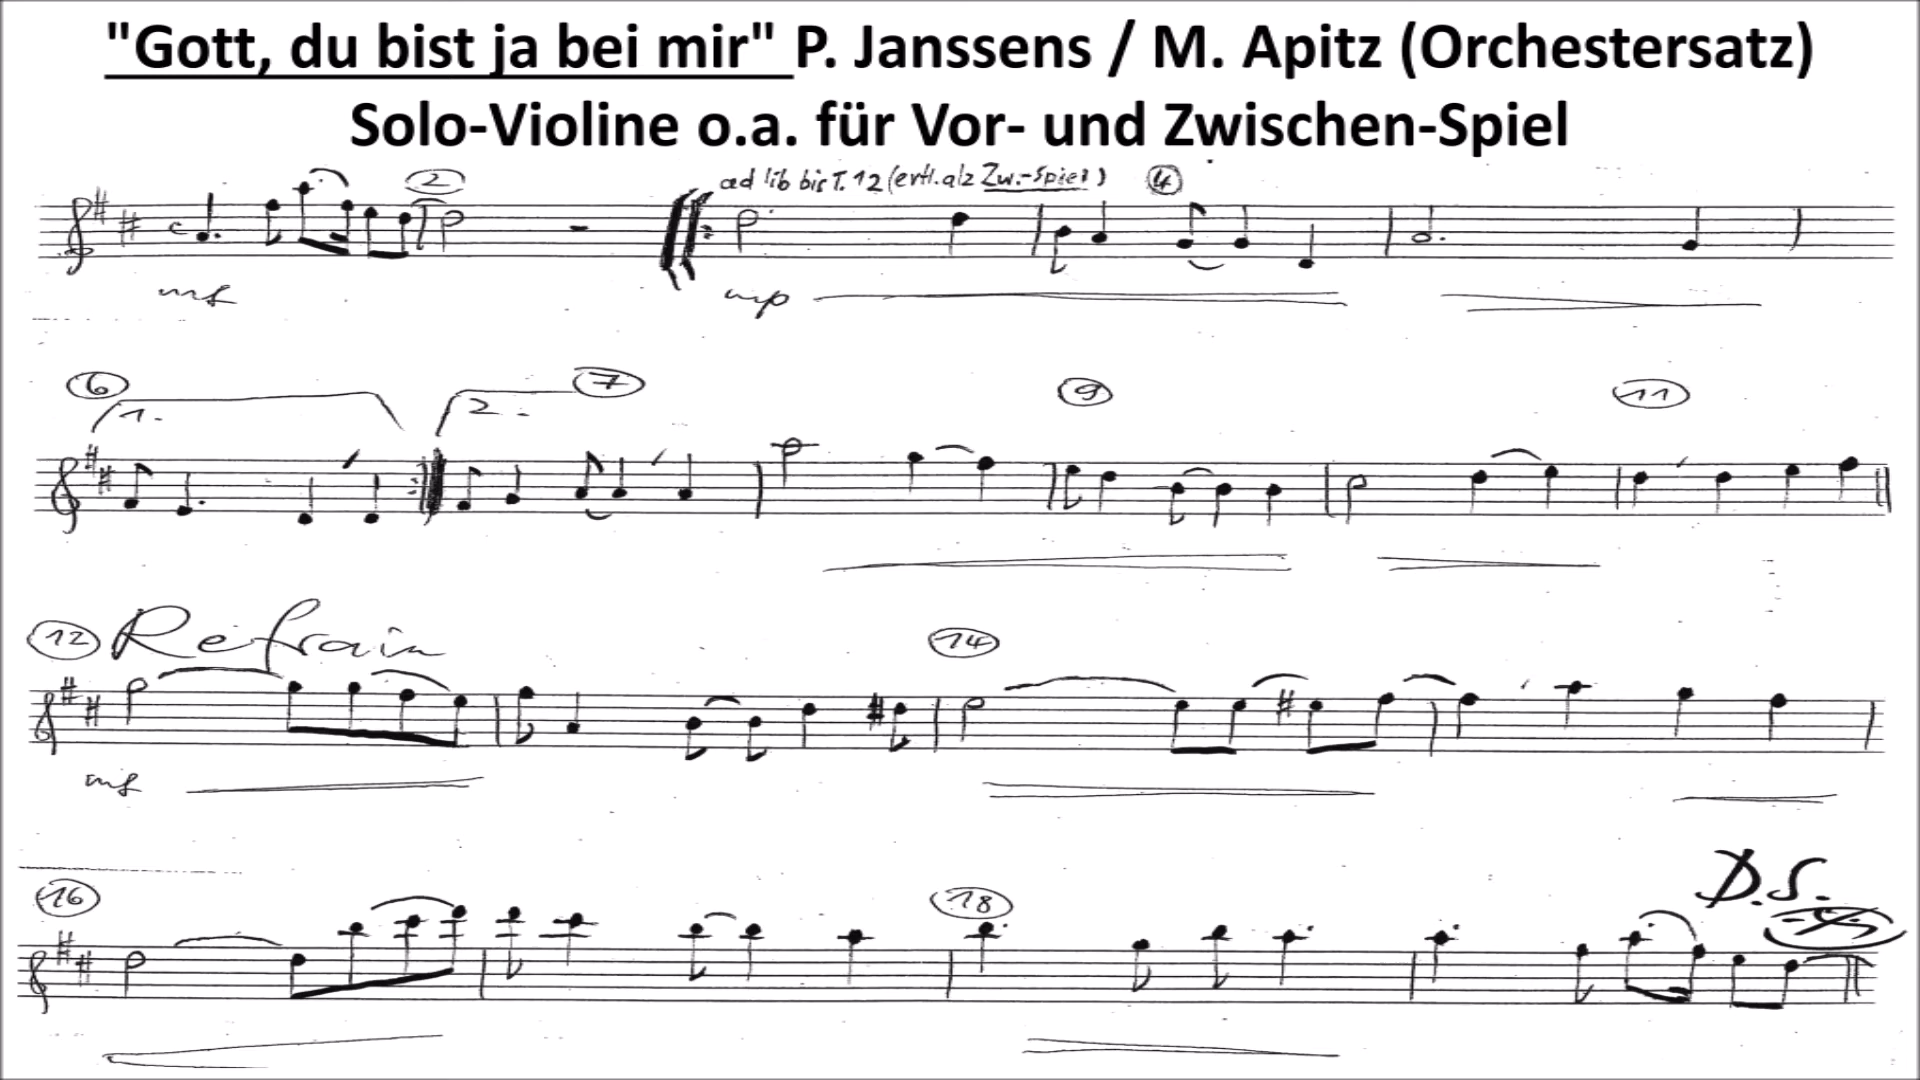 "Gott, du bist ja bei mir" P. Janssens / M. Apitz (Orchestersatz)
Solo-Violine o.a. für Vor- und Zwischen-Spiel
2
ad lib bis T. 12 (evtl. als Zw.-Spiel)
4
c
mf
mp
6
7
9
11
1.
2.
12
Refrain
14
mf
D.S.
16
18